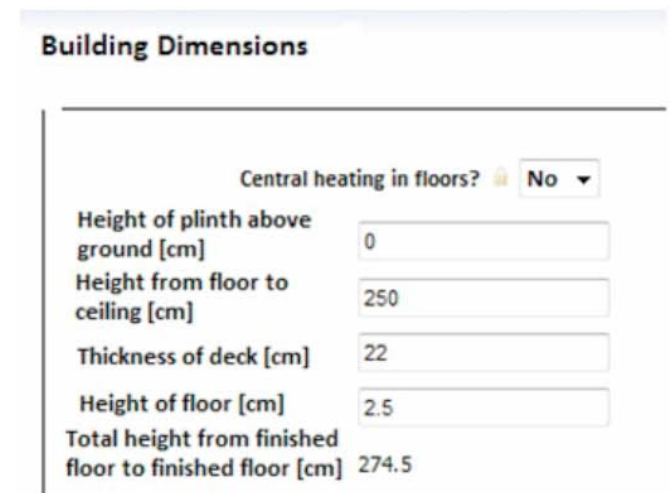 Building Dimensions
Central heating in floors? No
Height of plinth above
ground [cm] 0
Height from floor to
ceiling [cm] 250
Thickness of deck [cm] 22
Height of floor [cm] 2.5
Total height from finished
floor to finished floor [cm] 274.5